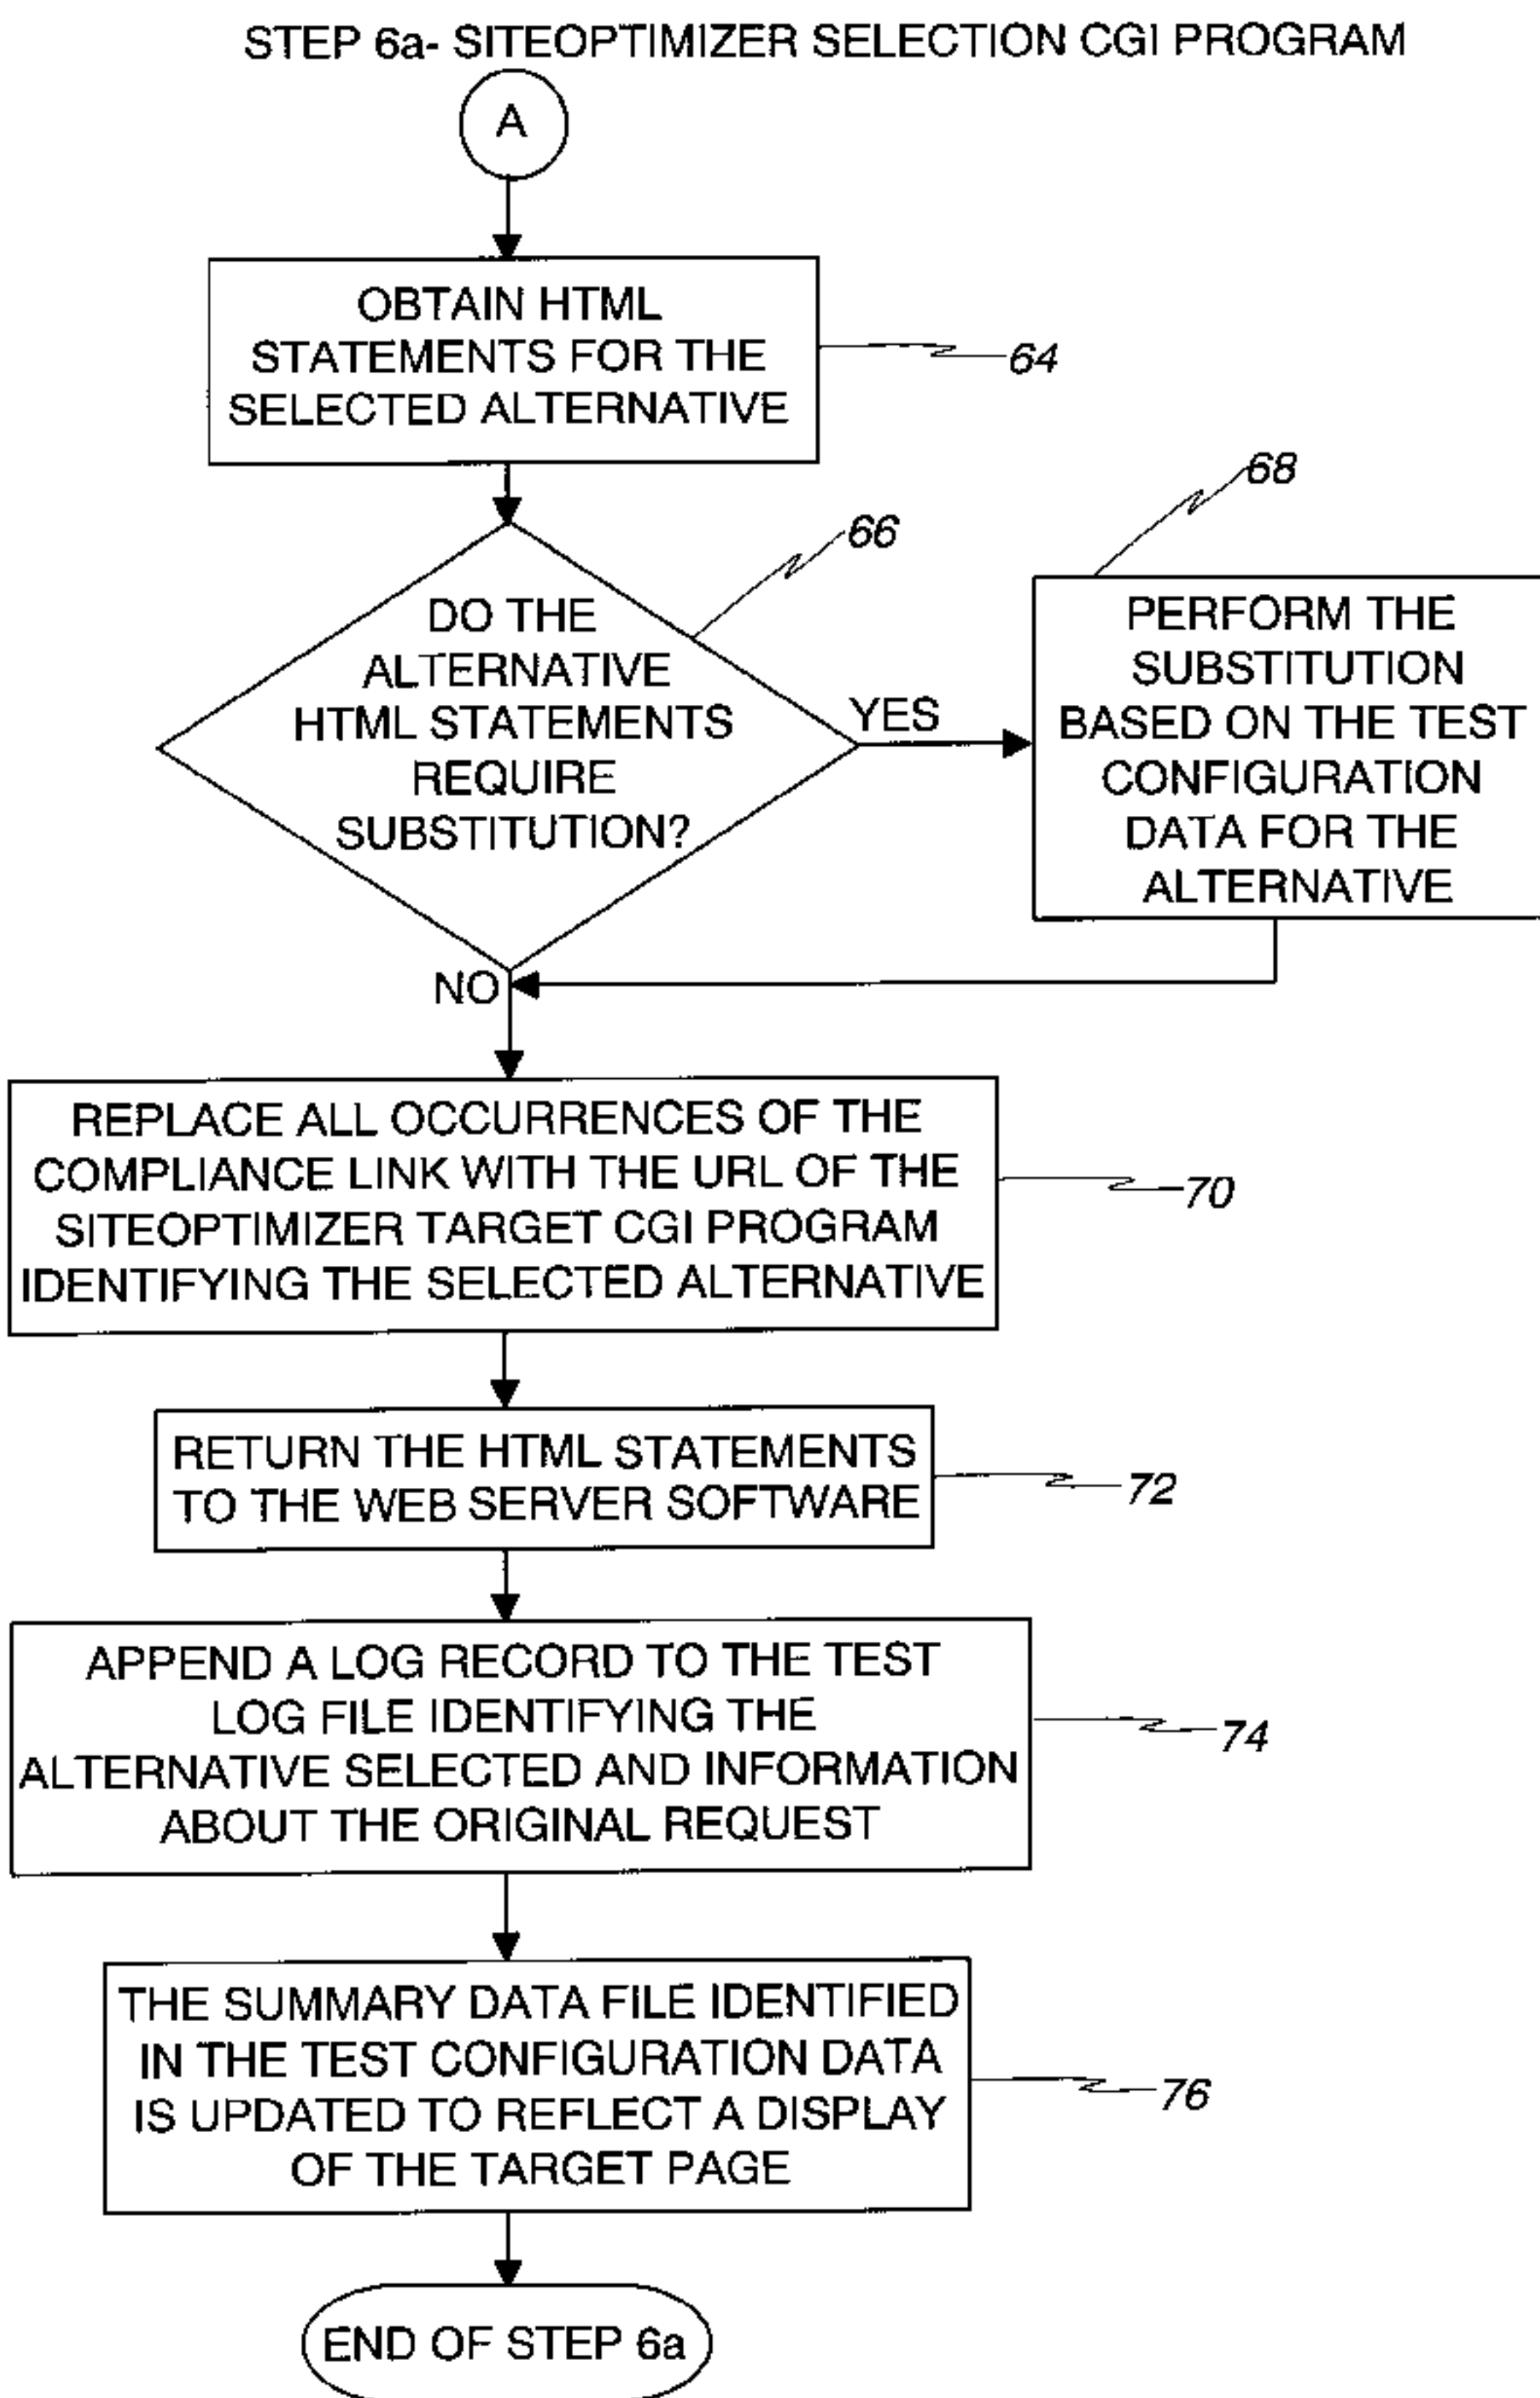 STEP 6a- SITEOPTIMIZER SELECTION CGI PROGRAM
A
OBTAIN HTML
STATEMENTS FOR THE
SELECTED ALTERNATIVE
64
66
DO THE
ALTERNATIVE
HTML STATEMENTS
REQUIRE
SUBSTITUTION?
YES
68
PERFORM THE
SUBSTITUTION
BASED ON THE TEST
CONFIGURATION
DATA FOR THE
ALTERNATIVE
NO
REPLACE ALL OCCURRENCES OF THE
COMPLIANCE LINK WITH THE URL OF THE
SITEOPTIMIZER TARGET CGI PROGRAM
IDENTIFYING THE SELECTED ALTERNATIVE
70
RETURN THE HTML STATEMENTS
TO THE WEB SERVER SOFTWARE
72
APPEND A LOG RECORD TO THE TEST
LOG FILE IDENTIFYING THE
ALTERNATIVE SELECTED AND INFORMATION
ABOUT THE ORIGINAL REQUEST
74
THE SUMMARY DATA FILE IDENTIFIED
IN THE TEST CONFIGURATION DATA
IS UPDATED TO REFLECT A DISPLAY
OF THE TARGET PAGE
76
END OF STEP 6a